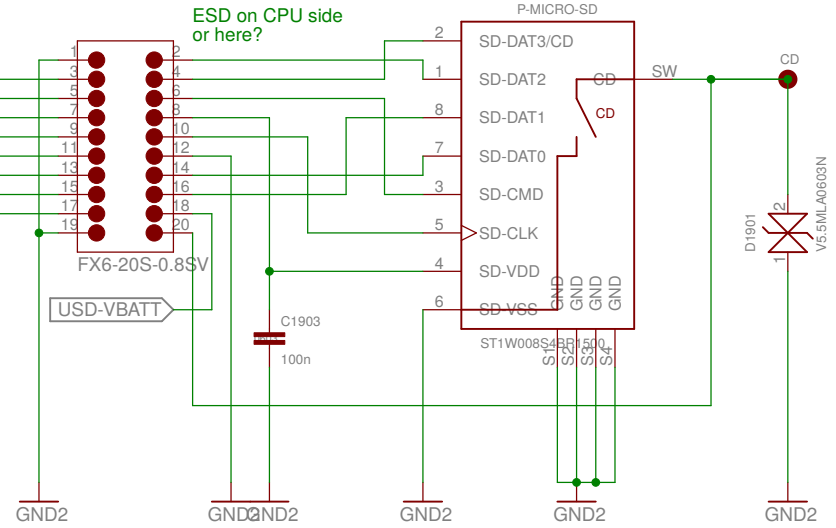 ESD on CPU side
or here?
P-MICRO-SD
1 2
3 4
5 6
7 8
9 10
11 12
13 14
15 16
17 18
19 20
FX6-20S-0.8SV
USD-VBATT
C1903
100n
2 SD-DAT3/CD
1 SD-DAT2
8 SD-DAT1
7 SD-DAT0
3 SD-CMD
5 SD-CLK
4 SD-VDD
6 SD-VSS
CD SW
CD
GND GND GND GND
S1 S2 S3 S4
ST1W008S4BR1500
CD
D1901
2
1
V5.5MLA0603N
GND2 GND2 GND2 GND2 GND2 GND2